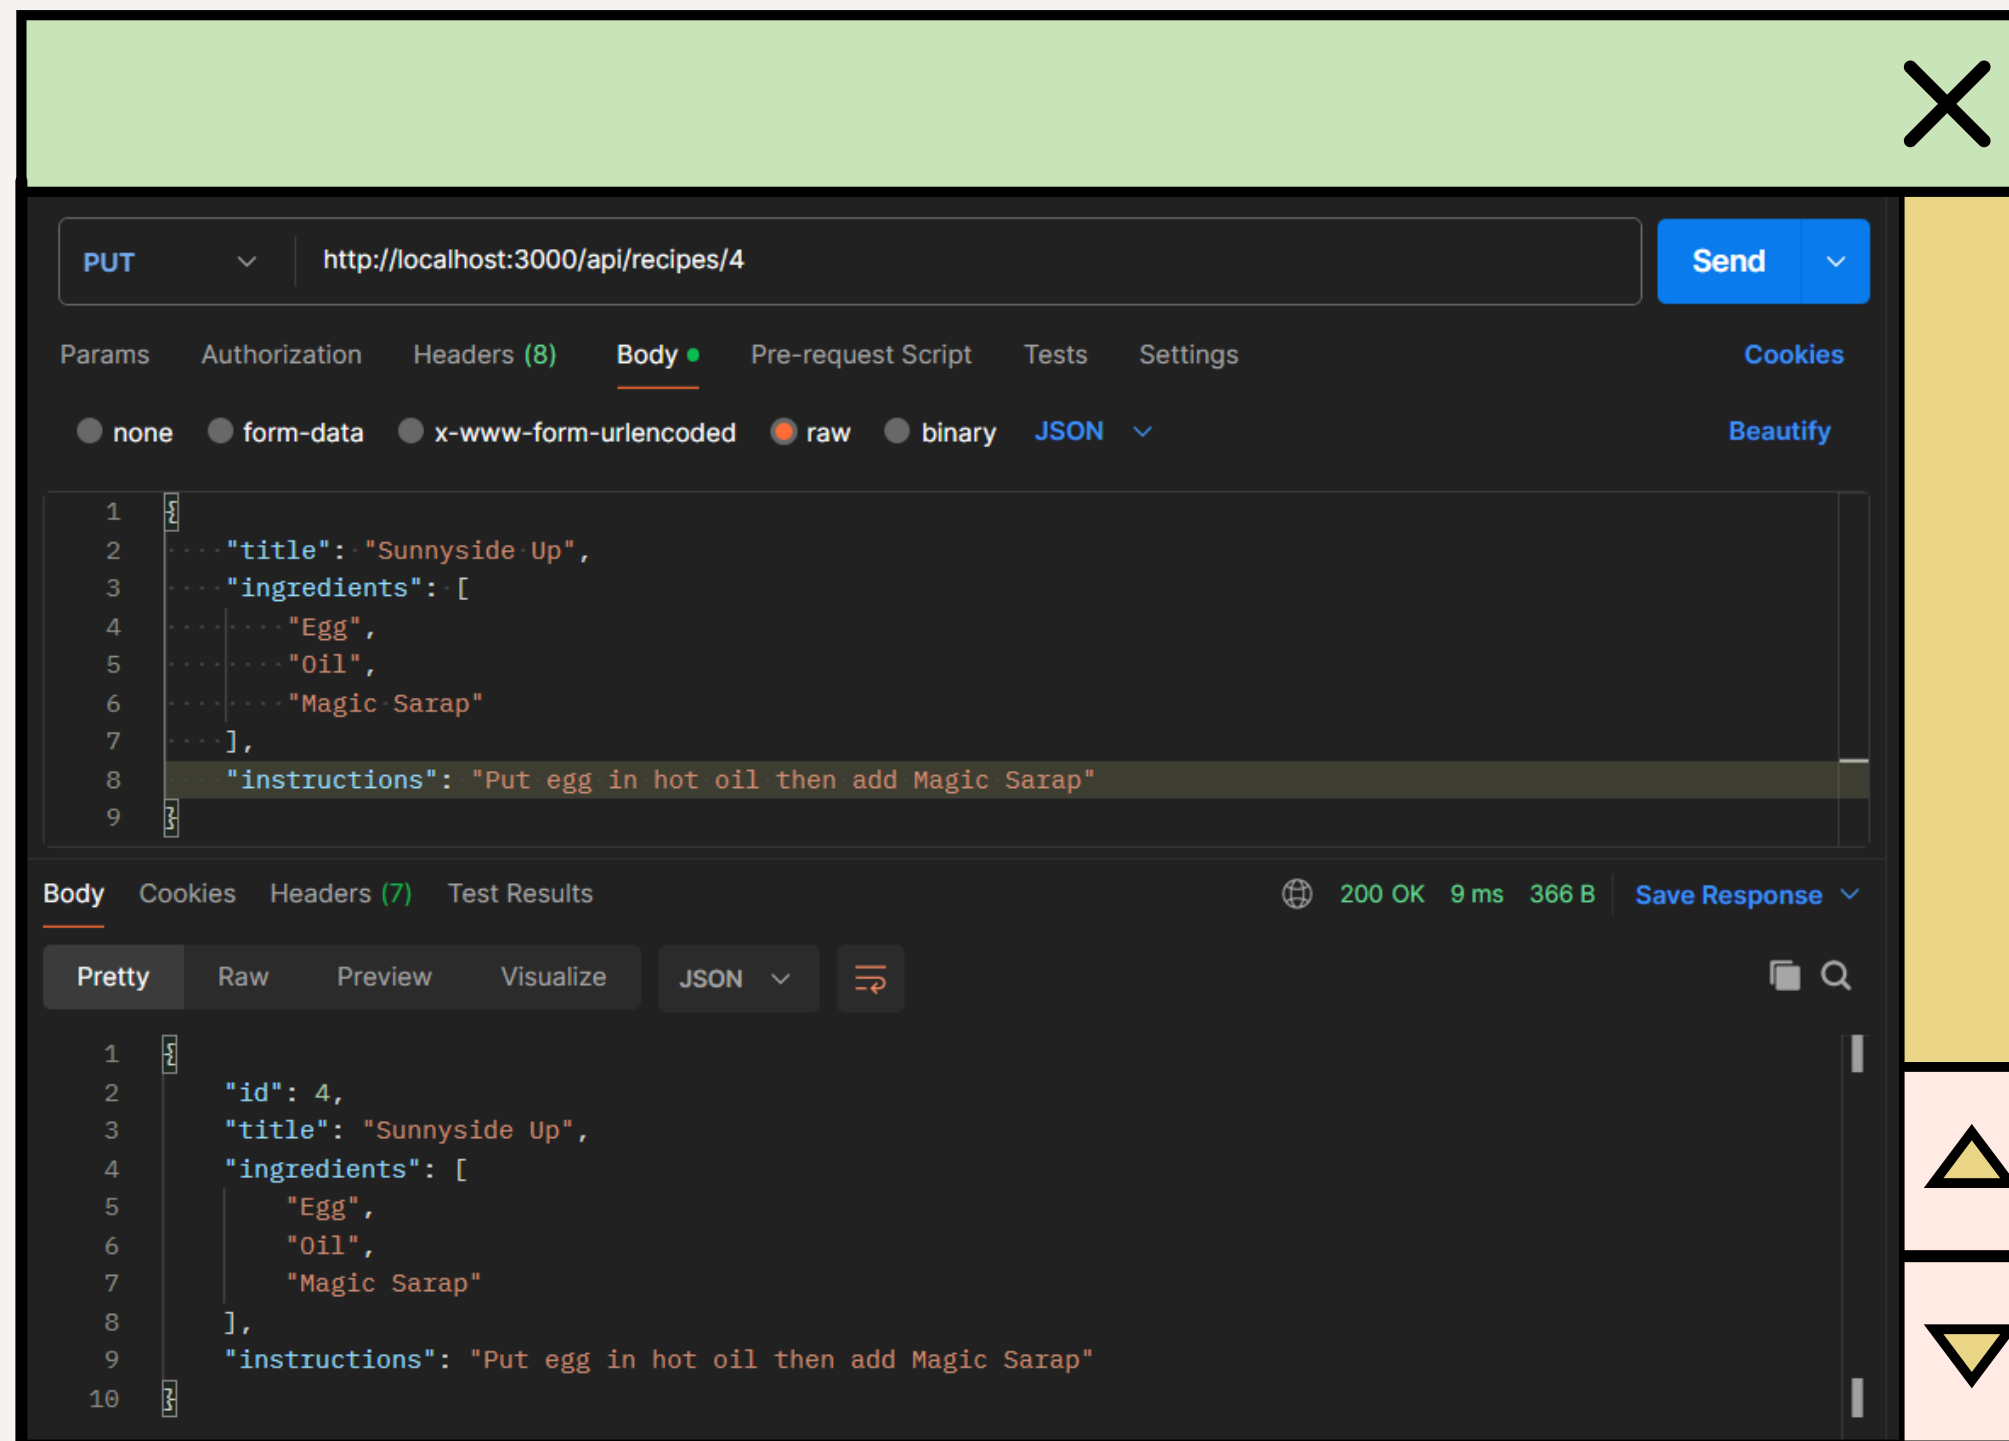 PUT http://localhost:3000/api/recipes/4 Send
Params Authorization Headers (8) Body Pre-request Script Tests Settings Cookies
none form-data x-www-form-urlencoded raw binary JSON Beautify
1 {
2 "title": "Sunnyside Up",
3 "ingredients": [
4 "Egg",
5 "Oil",
6 "Magic Sarap"
7 ],
8 "instructions": "Put egg in hot oil then add Magic Sarap"
9 }
Body Cookies Headers (7) Test Results 200 OK 9 ms 366 B Save Response
Pretty Raw Preview Visualize JSON
1 {
2 "id": 4,
3 "title": "Sunnyside Up",
4 "ingredients": [
5 "Egg",
6 "Oil",
7 "Magic Sarap"
8 ],
9 "instructions": "Put egg in hot oil then add Magic Sarap"
10 }